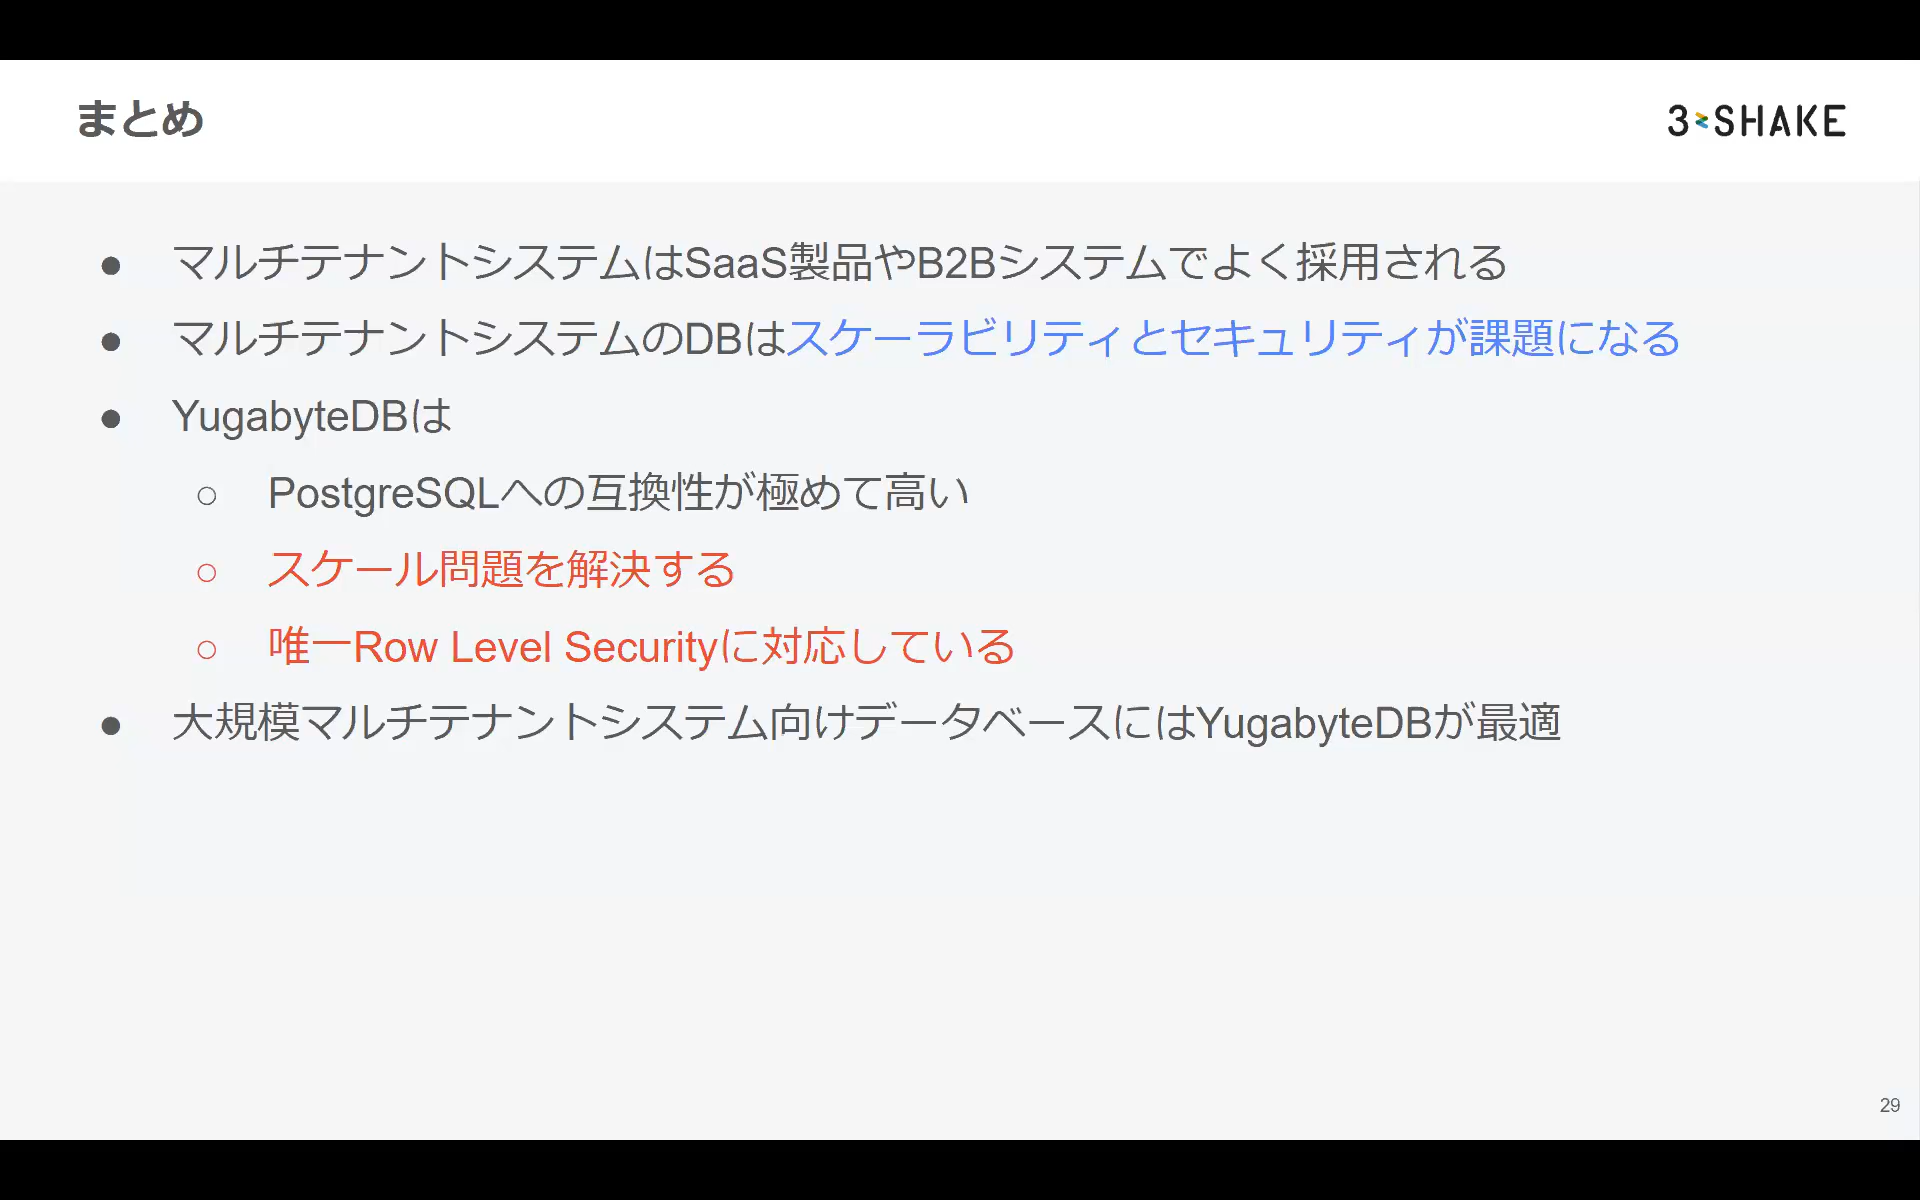 まとめ
3 SHAKE
● マルチテナントシステムはSaaS製品やB2Bシステムでよく採用される
● マルチテナントシステムのDBはスケーラビリティとセキュリティが課題になる
● YugabyteDBは
○ PostgreSQLへの互換性が極めて高い
○ スケール問題を解決する
○ 唯一Row Level Securityに対応している
● 大規模マルチテナントシステム向けデータベースにはYugabyteDBが最適
29